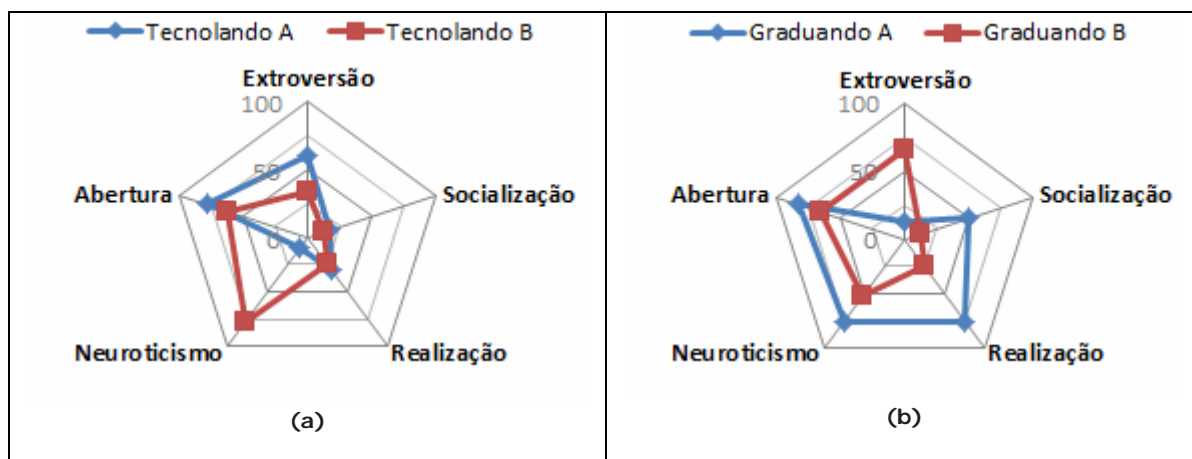 Tecnolando A Tecnolando B
Extroversão
100
50
0
Abertura
Socialização
Neuroticismo
Realização
(a)
Graduando A Graduando B
Extroversão
100
50
0
Abertura
Socialização
Neuroticismo
Realização
(b)